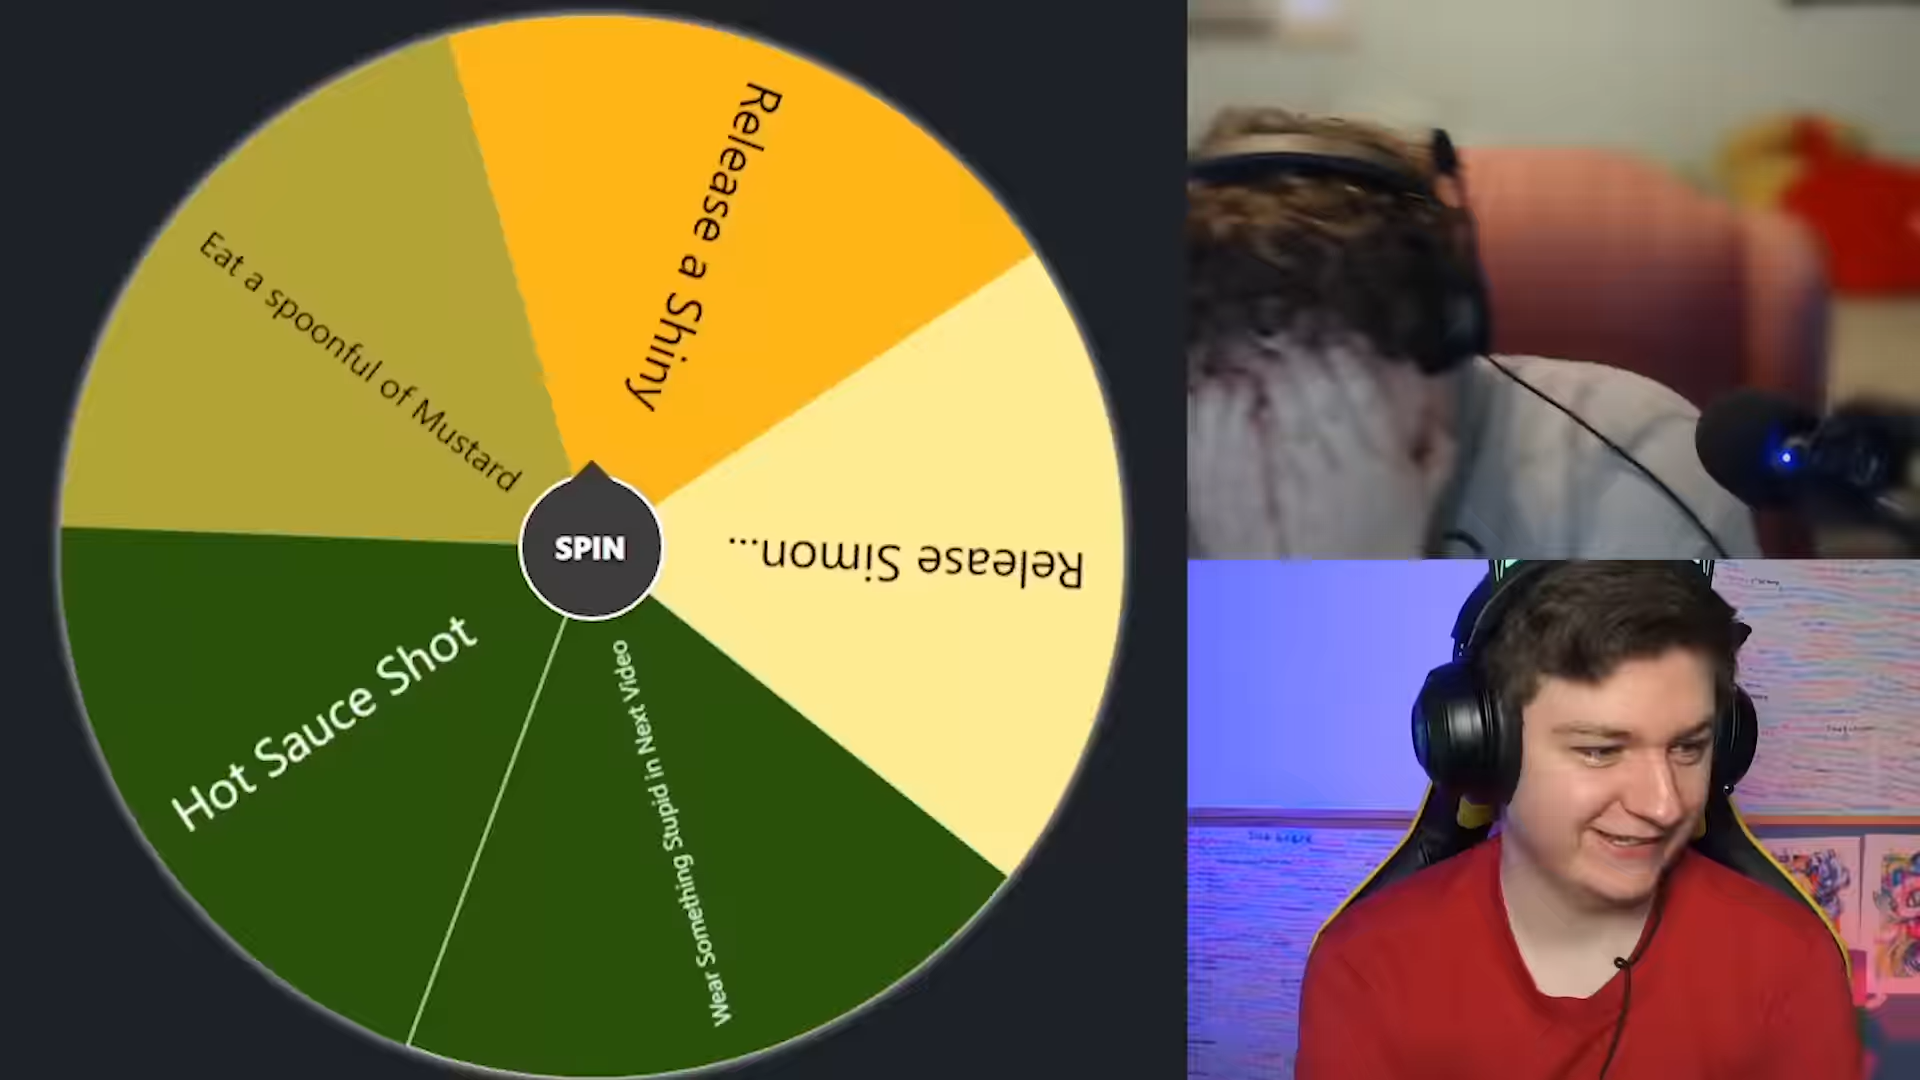 Release a Shiny
Eat a spoonful of Mustard
Release Simon...
SPIN
Hot Sauce Shot
Wear Something Stupid in Next Video